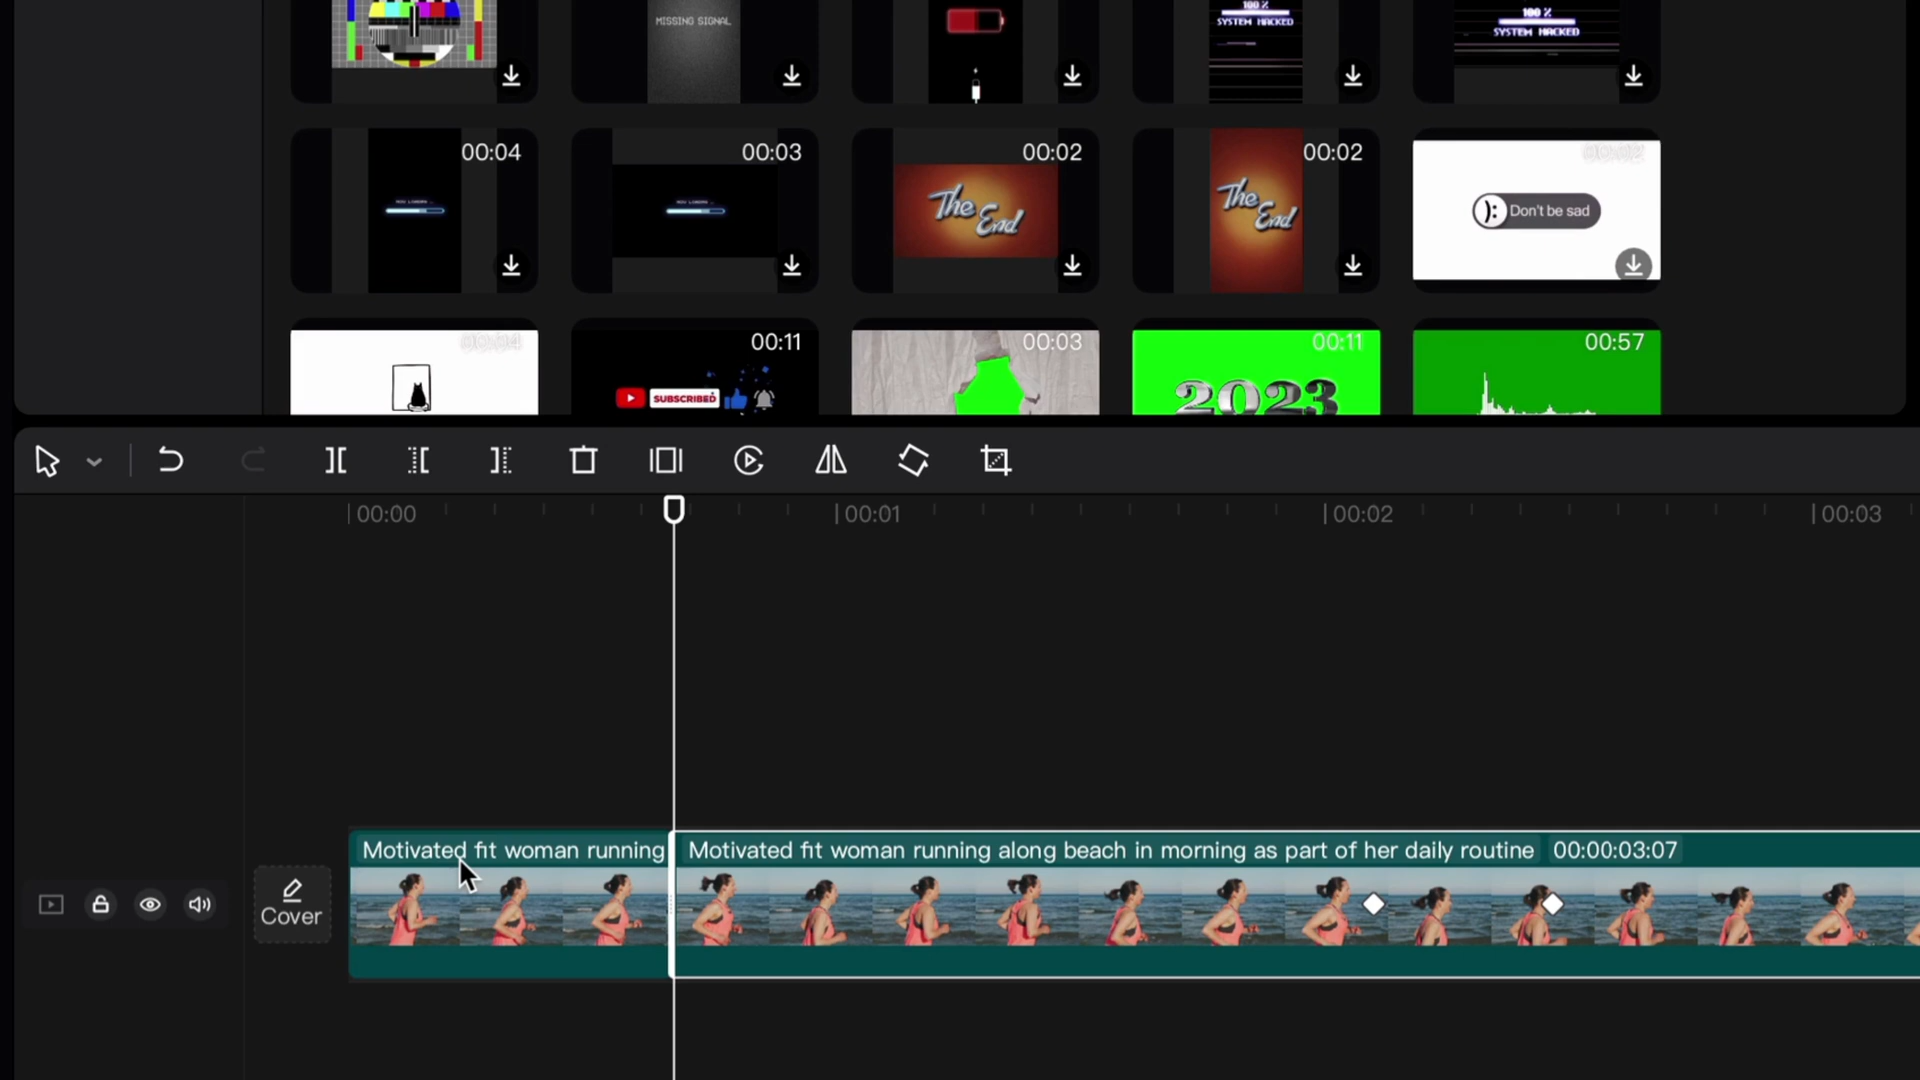 MISSING SIGNAL
100 %
SYSTEM HACKED
100 %
SYSTEM HACKED
00:04
00:03
00:02
00:02
The End
The End
Don't be sad
00:04
00:11
00:03
00:11
00:57
SUBSCRIBED
2023
00:00
00:01
00:02
00:03
Motivated fit woman running
Motivated fit woman running along beach in morning as part of her daily routine 00:00:03:07
Cover